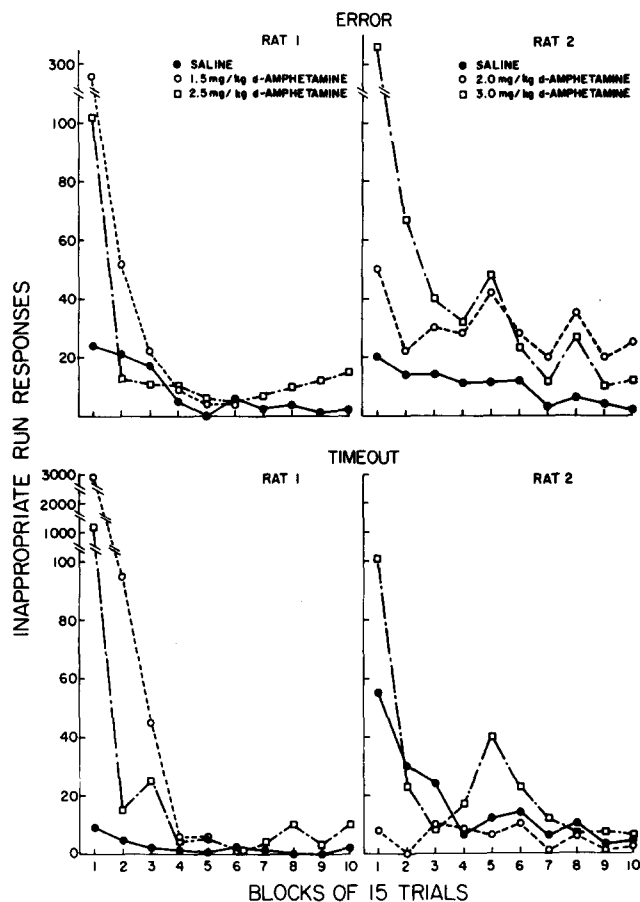 ERROR
RAT 1
● SALINE
○ 1.5 mg/kg d-AMPHETAMINE
□ 2.5 mg/kg d-AMPHETAMINE
RAT 2
● SALINE
○ 2.0 mg/kg d-AMPHETAMINE
□ 3.0 mg/kg d-AMPHETAMINE
300
100
80
60
40
20
INAPPROPRIATE RUN RESPONSES
TIMEOUT
RAT 1
RAT 2
3000
2000
1000
100
80
60
40
20
0
1 2 3 4 5 6 7 8 9 10
1 2 3 4 5 6 7 8 9 10
BLOCKS OF 15 TRIALS